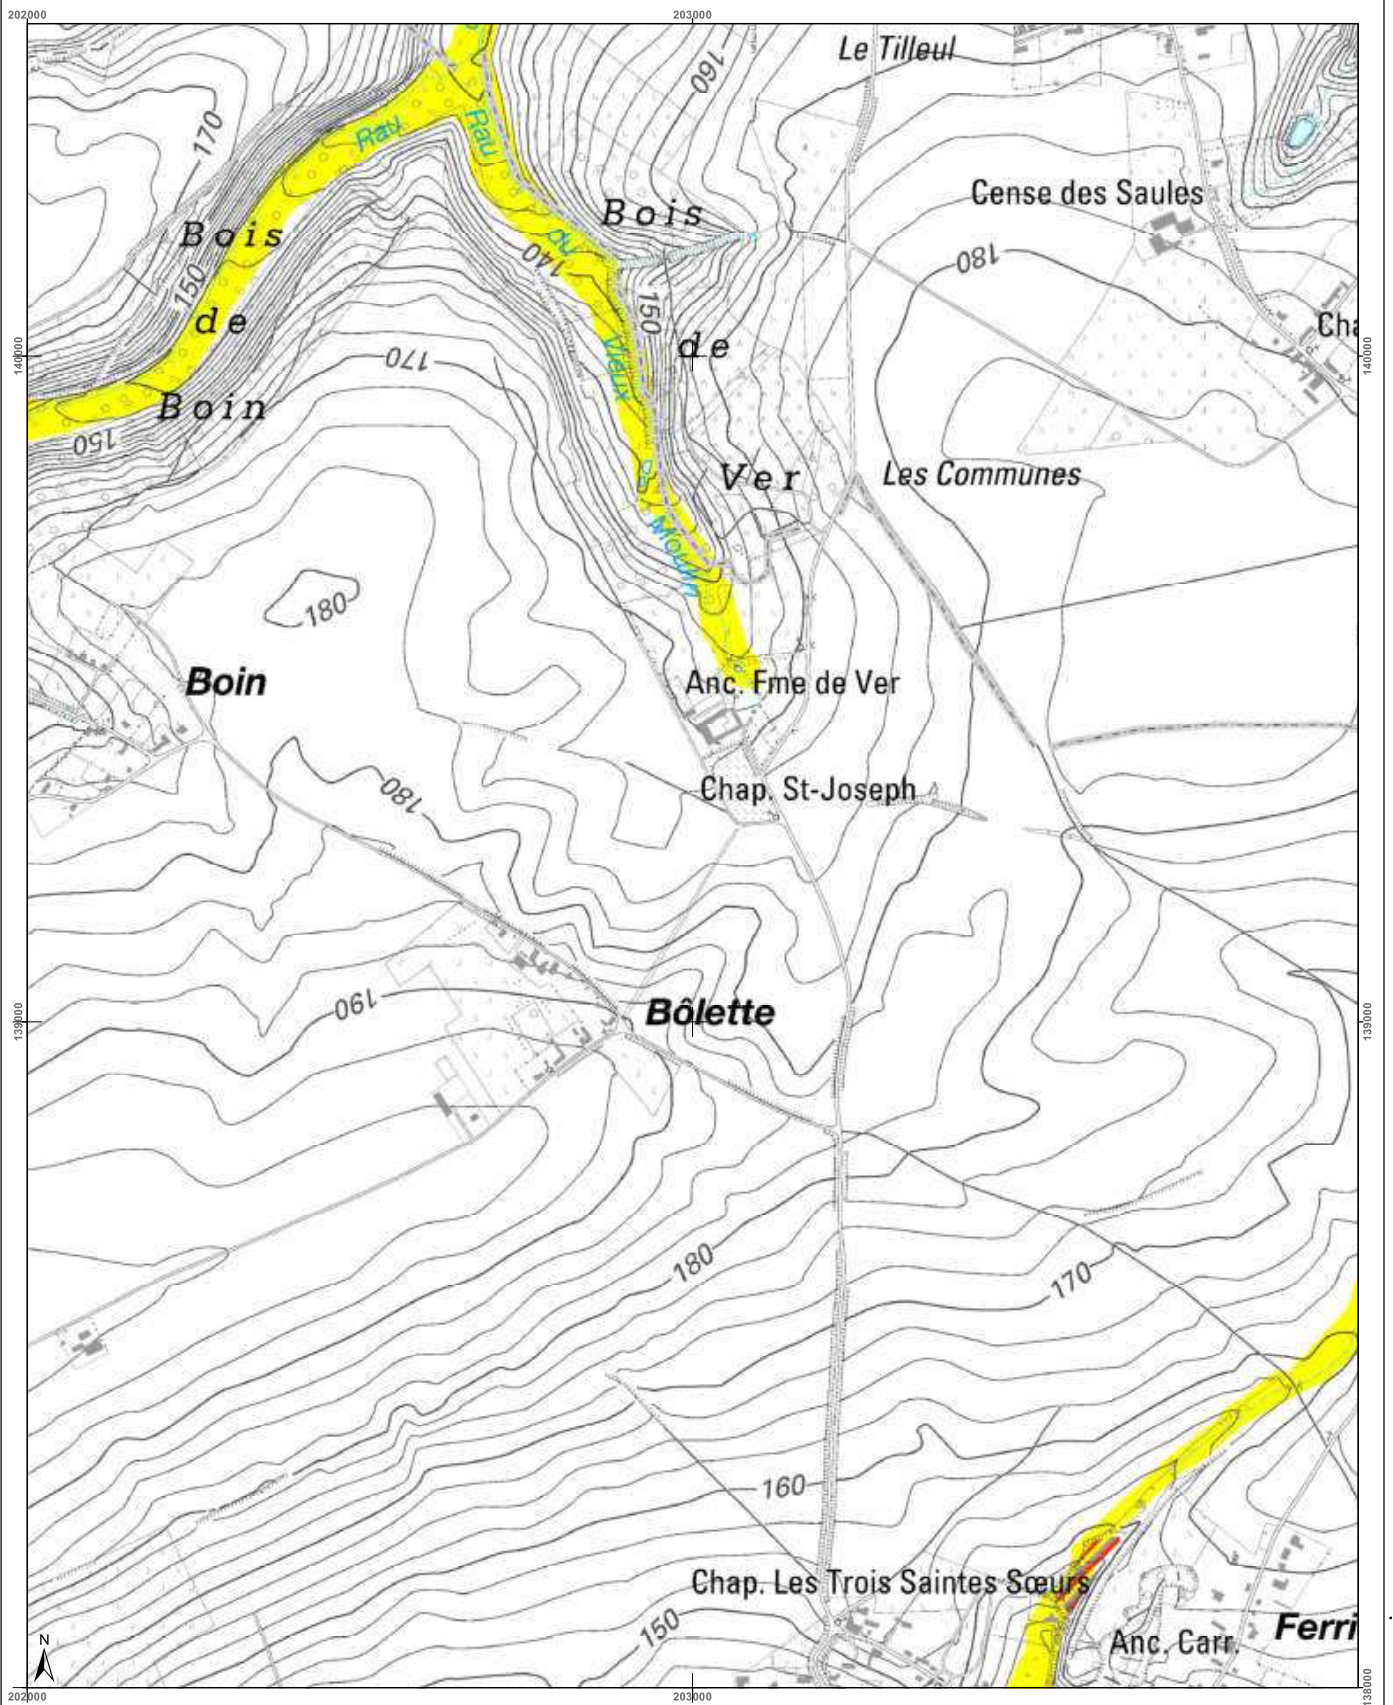 202000
203000
Le Tilleul
160
170
Rau
Rau
Cense des Saules
Bois
Bois
du
140
180
150
150
de
de
Cha
140000
140000
170
Vieux
Boin
150
Ver
Les Communes
Moulin
180
Boin
Anc. Fme de Ver
180
Chap. St-Joseph
190
Bôlette
139000
139000
180
170
160
Chap. Les Trois Saintes Sœurs
150
Anc. Carr.
Ferri
N
202000
203000
138000